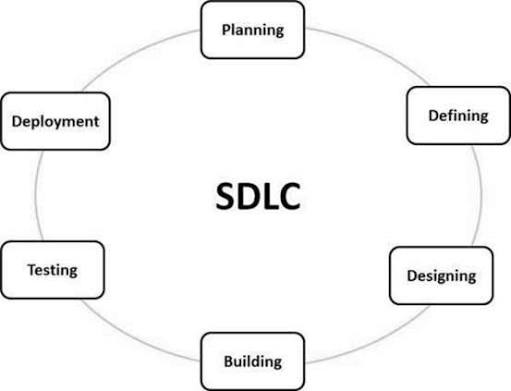 Planning
Defining
Designing
Building
Testing
Deployment
SDLC